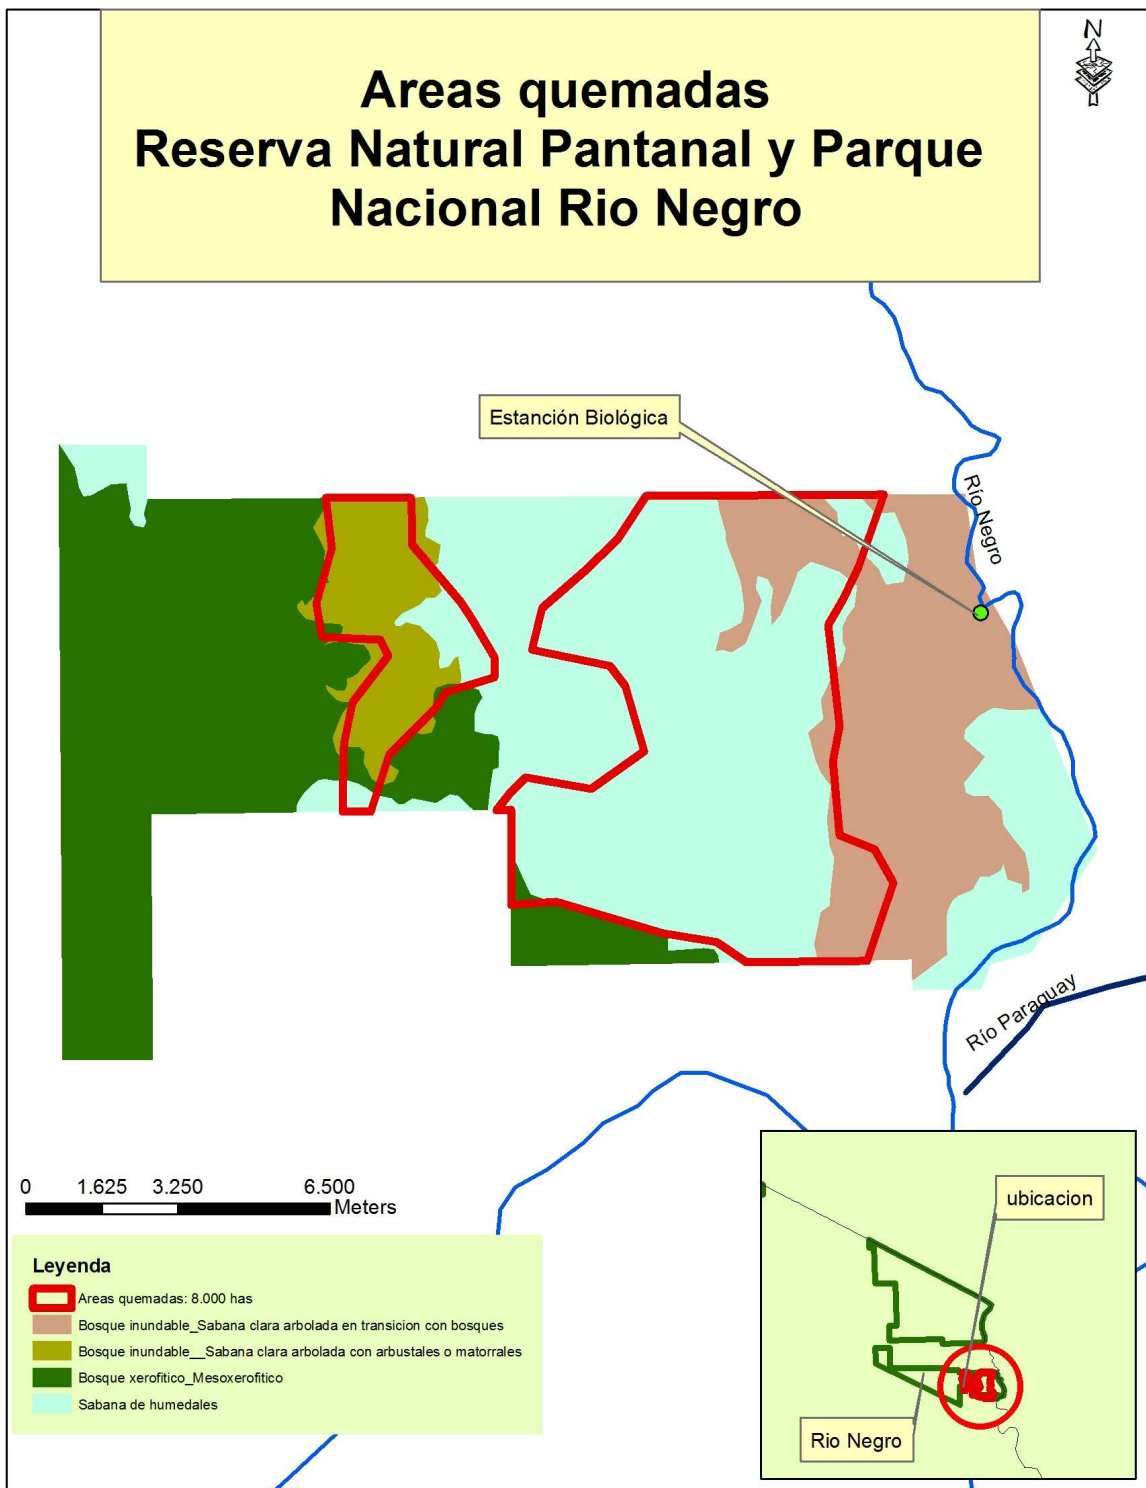 N
Areas quemadas
Reserva Natural Pantanal y Parque
Nacional Rio Negro
Estanción Biológica
Río Negro
Río Paraguay
0 1.625 3.250 6.500
Meters
Leyenda
Areas quemadas: 8.000 has
Bosque inundable_Sabana clara arbolada en transicion con bosques
Bosque inundable__Sabana clara arbolada con arbustales o matorrales
Bosque xerofitico_Mesoxerofitico
Sabana de humedales
ubicacion
Rio Negro